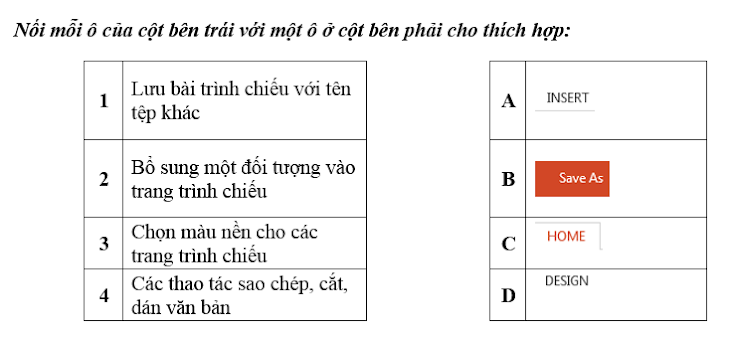 Nối mỗi ô của cột bên trái với một ô ở cột bên phải cho thích hợp:
1 Lưu bài trình chiếu với tên
tệp khác
A INSERT
2 Bổ sung một đối tượng vào
trang trình chiếu
B Save As
3 Chọn màu nền cho các
trang trình chiếu
C HOME
4 Các thao tác sao chép, cắt,
dán văn bản
D DESIGN